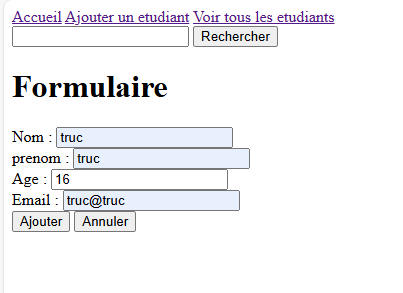 Accueil Ajouter un etudiant Voir tous les etudiants
Rechercher
Formulaire
Nom : truc
prenom : truc
Age : 16
Email : truc@truc
Ajouter Annuler